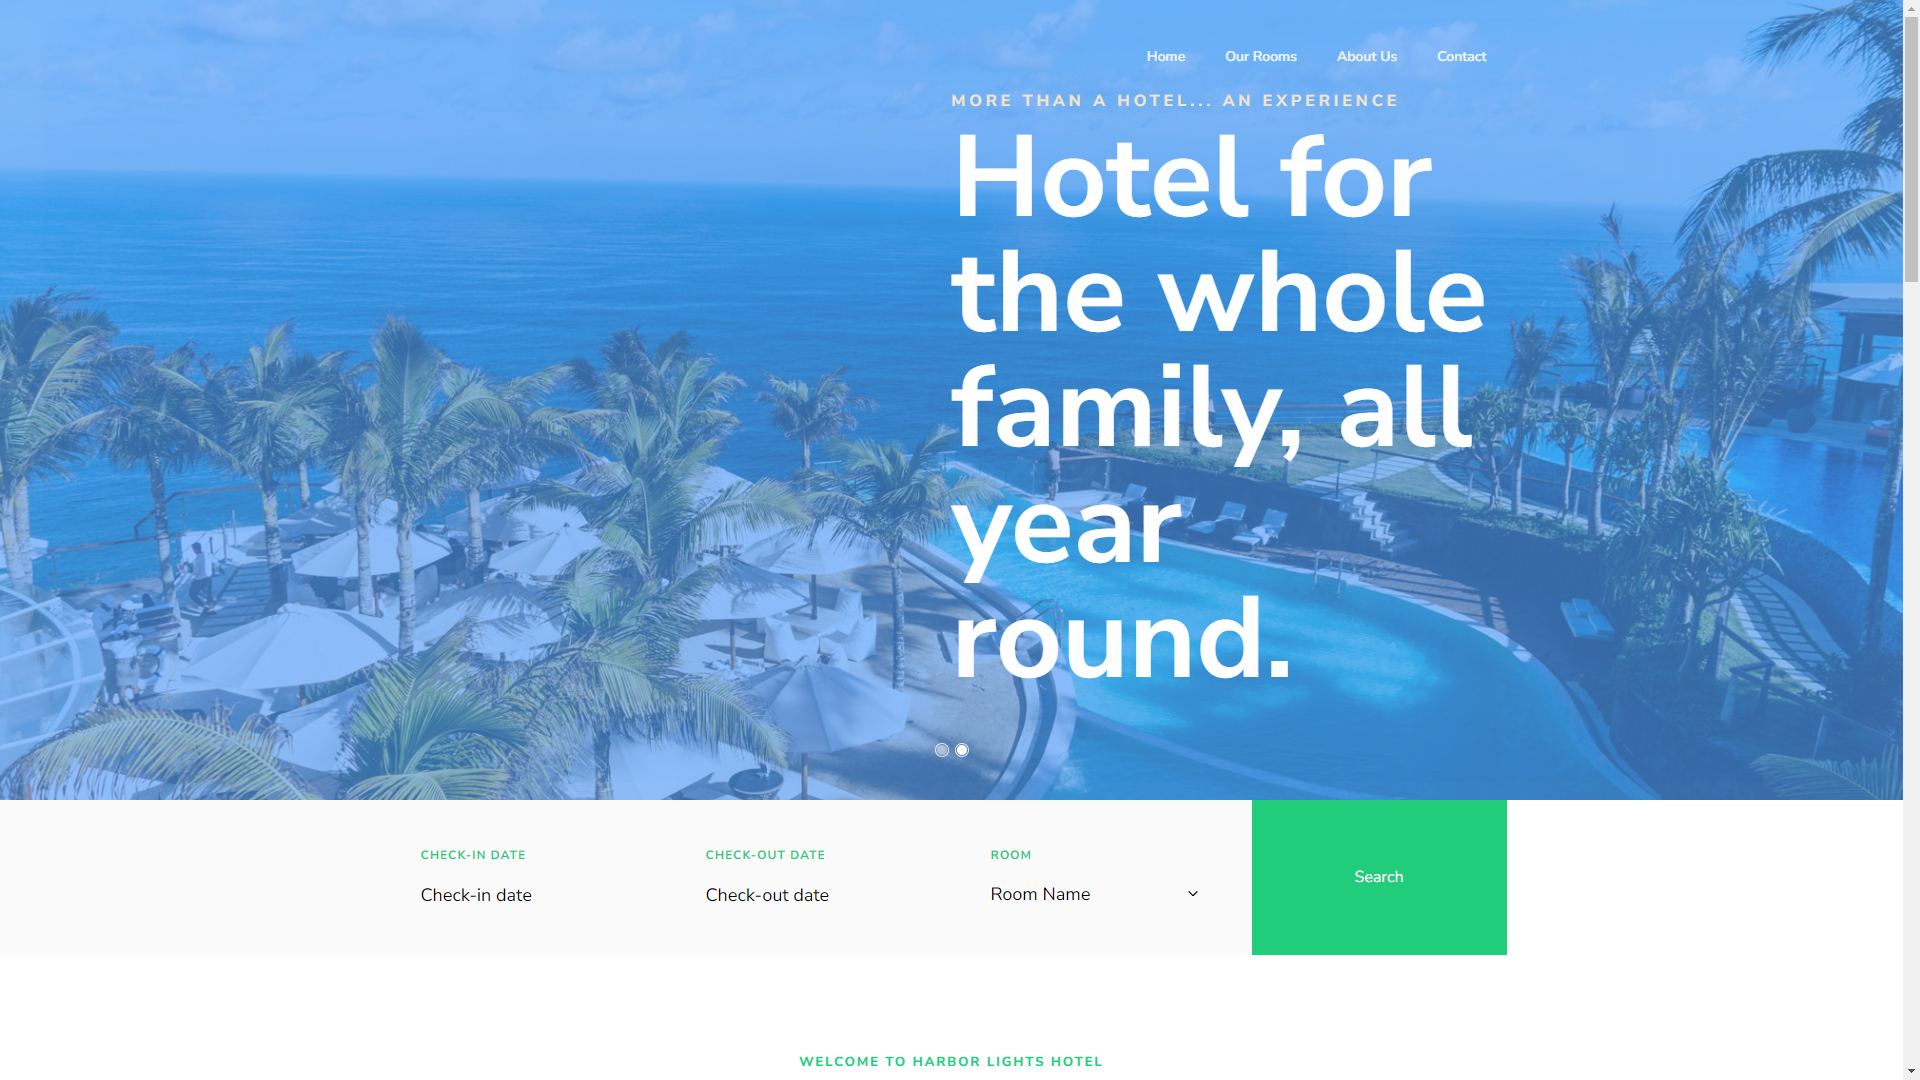 Home Our Rooms About Us Contact
MORE THAN A HOTEL... AN EXPERIENCE
Hotel for
the whole
family, all
year
round.
CHECK-IN DATE CHECK-OUT DATE ROOM
Check-in date Check-out date Room Name
Search
WELCOME TO HARBOR LIGHTS HOTEL